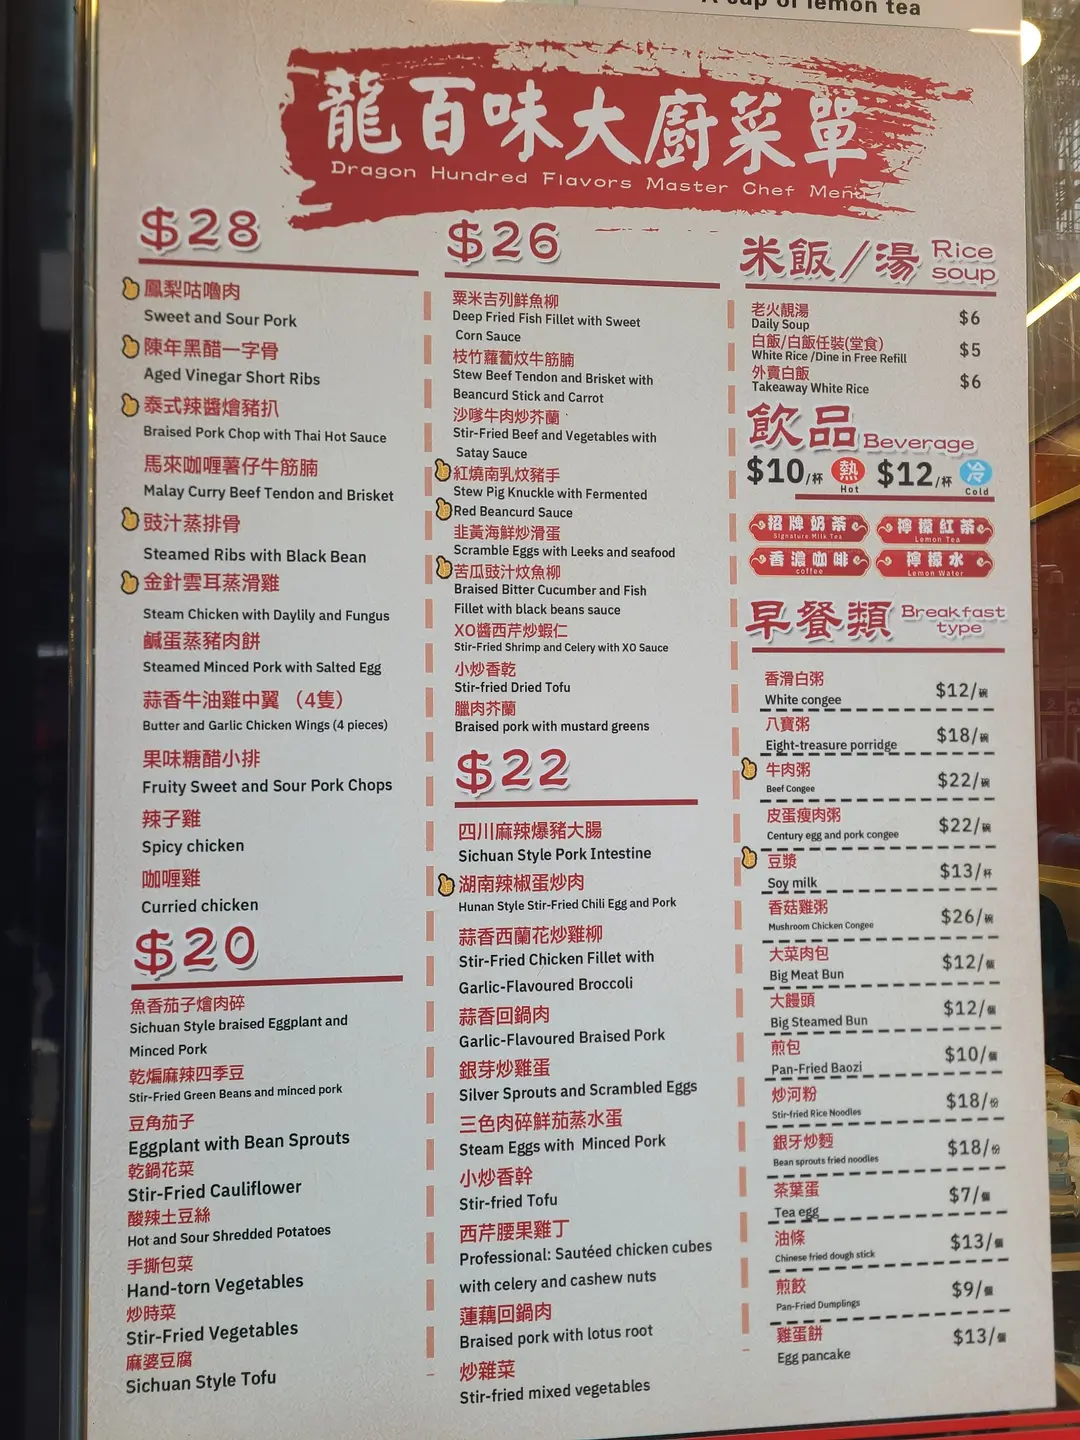 A cup of lemon tea
龍百味大廚菜單
Dragon Hundred Flavors Master Chef Menu
$28
鳳梨咕嚕肉
Sweet and Sour Pork
陳年黑醋一字骨
Aged Vinegar Short Ribs
泰式辣醬燴豬扒
Braised Pork Chop with Thai Hot Sauce
馬來咖喱薯仔牛筋腩
Malay Curry Beef Tendon and Brisket
豉汁蒸排骨
Steamed Ribs with Black Bean
金針雲耳蒸滑雞
Steam Chicken with Daylily and Fungus
鹹蛋蒸豬肉餅
Steamed Minced Pork with Salted Egg
蒜香牛油雞中翼 （4隻）
Butter and Garlic Chicken Wings (4 pieces)
果味糖醋小排
Fruity Sweet and Sour Pork Chops
辣子雞
Spicy chicken
咖喱雞
Curried chicken
$20
魚香茄子燴肉碎
Sichuan Style braised Eggplant and
Minced Pork
乾煸麻辣四季豆
Stir-Fried Green Beans and minced pork
豆角茄子
Eggplant with Bean Sprouts
乾鍋花菜
Stir-Fried Cauliflower
酸辣土豆絲
Hot and Sour Shredded Potatoes
手撕包菜
Hand-torn Vegetables
炒時菜
Stir-Fried Vegetables
麻婆豆腐
Sichuan Style Tofu
$26
粟米吉列鮮魚柳
Deep Fried Fish Fillet with Sweet
Corn Sauce
枝竹蘿蔔炆牛筋腩
Stew Beef Tendon and Brisket with
Beancurd Stick and Carrot
沙嗲牛肉炒芥蘭
Stir-Fried Beef and Vegetables with
Satay Sauce
紅燒南乳炆豬手
Stew Pig Knuckle with Fermented
Red Beancurd Sauce
韭黃海鮮炒滑蛋
Scramble Eggs with Leeks and seafood
苦瓜豉汁炆魚柳
Braised Bitter Cucumber and Fish
Fillet with black beans sauce
XO醬西芹炒蝦仁
Stir-Fried Shrimp and Celery with XO Sauce
小炒香乾
Stir-fried Dried Tofu
臘肉芥蘭
Braised pork with mustard greens
$22
四川麻辣爆豬大腸
Sichuan Style Pork Intestine
湖南辣椒蛋炒肉
Hunan Style Stir-Fried Chili Egg and Pork
蒜香西蘭花炒雞柳
Stir-Fried Chicken Fillet with
Garlic-Flavoured Broccoli
蒜香回鍋肉
Garlic-Flavoured Braised Pork
銀芽炒雞蛋
Silver Sprouts and Scrambled Eggs
三色肉碎鮮茄蒸水蛋
Steam Eggs with Minced Pork
小炒香幹
Stir-fried Tofu
西芹腰果雞丁
Professional: Sautéed chicken cubes
with celery and cashew nuts
蓮藕回鍋肉
Braised pork with lotus root
炒雜菜
Stir-fried mixed vegetables
米飯/湯 Rice soup
老火靚湯 $6
Daily Soup
白飯/白飯任裝(堂食) $5
White Rice /Dine in Free Refill
外賣白飯 $6
Takeaway White Rice
飲品 Beverage
$10/杯 熱 Hot $12/杯 冷 Cold
招牌奶茶 Signature Milk Tea
檸檬紅茶 Lemon Tea
香濃咖啡 coffee
檸檬水 Lemon Water
早餐類 Breakfast type
香滑白粥 $12/碗
White congee
八寶粥 $18/碗
Eight-treasure porridge
牛肉粥 $22/碗
Beef Congee
皮蛋瘦肉粥 $22/碗
Century egg and pork congee
豆漿 $13/杯
Soy milk
香菇雞粥 $26/碗
Mushroom Chicken Congee
大菜肉包 $12/個
Big Meat Bun
大饅頭 $12/個
Big Steamed Bun
煎包 $10/個
Pan-Fried Baozi
炒河粉 $18/份
Stir-fried Rice Noodles
銀牙炒麵 $18/份
Bean sprouts fried noodles
茶葉蛋 $7/個
Tea egg
油條 $13/個
Chinese fried dough stick
煎餃 $9/個
Pan-Fried Dumplings
雞蛋餅 $13/個
Egg pancake